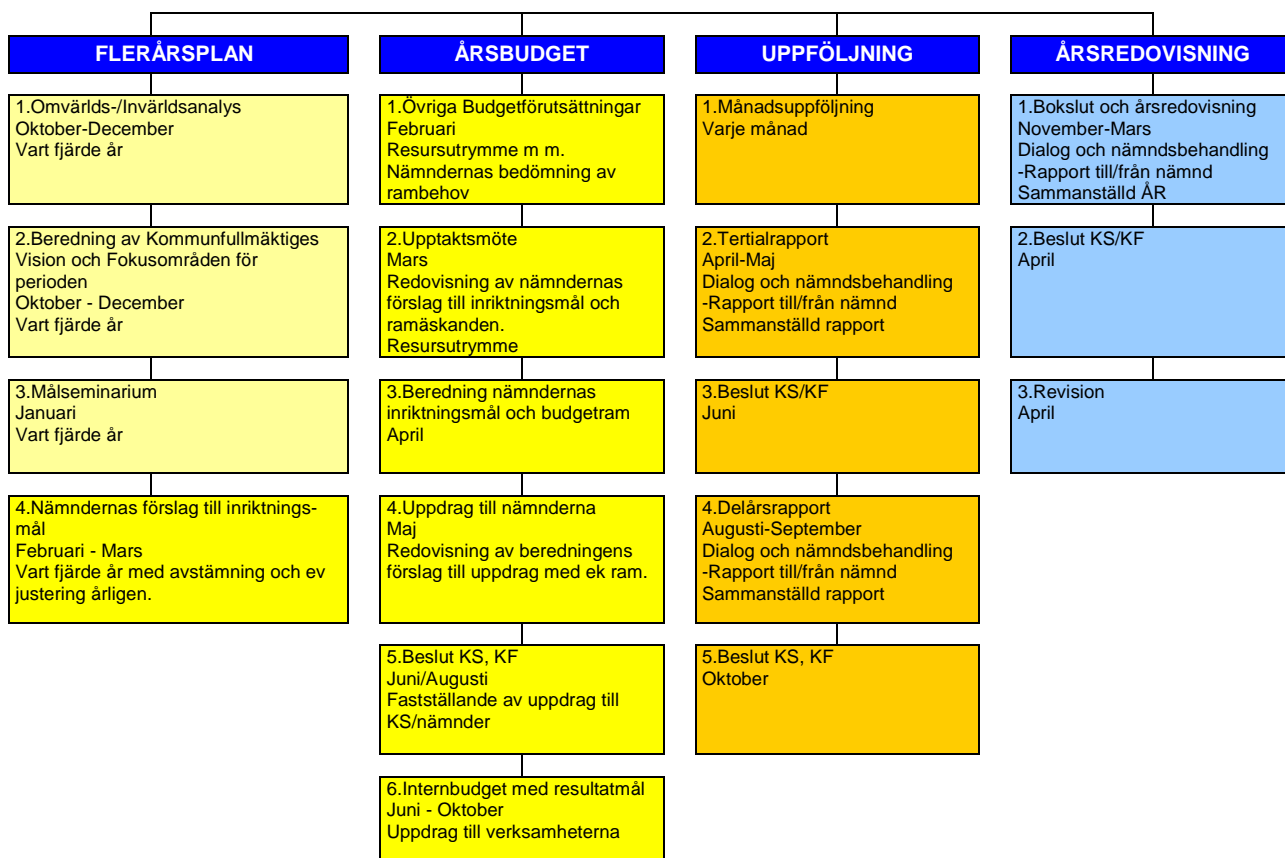 FLERÅRSPLAN
1.Omvärlds-/Invärldsanalys
Oktober-December
Vart fjärde år
2.Beredning av Kommunfullmäktiges
Vision och Fokusområden för
perioden
Oktober - December
Vart fjärde år
3.Målseminarium
Januari
Vart fjärde år
4.Nämndernas förslag till inriktnings-
mål
Februari - Mars
Vart fjärde år med avstämning och ev
justering årligen.
ÅRSBUDGET
1.Övriga Budgetförutsättningar
Februari
Resursutrymme m m.
Nämndernas bedömning av
rambehov
2.Upptaktsmöte
Mars
Redovisning av nämndernas
förslag till inriktningsmål och
ramäskanden.
Resursutrymme
3.Beredning nämndernas
inriktningsmål och budgetram
April
4.Uppdrag till nämnderna
Maj
Redovisning av beredningens
förslag till uppdrag med ek ram.
5.Beslut KS, KF
Juni/Augusti
Fastställande av uppdrag till
KS/nämnder
6.Internbudget med resultatmål
Juni - Oktober
Uppdrag till verksamheterna
UPPFÖLJNING
1.Månadsuppföljning
Varje månad
2.Tertialrapport
April-Maj
Dialog och nämndsbehandling
-Rapport till/från nämnd
Sammanställd rapport
3.Beslut KS/KF
Juni
4.Delårsrapport
Augusti-September
Dialog och nämndsbehandling
-Rapport till/från nämnd
Sammanställd rapport
5.Beslut KS, KF
Oktober
ÅRSREDOVISNING
1.Bokslut och årsredovisning
November-Mars
Dialog och nämndsbehandling
-Rapport till/från nämnd
Sammanställd ÅR
2.Beslut KS/KF
April
3.Revision
April